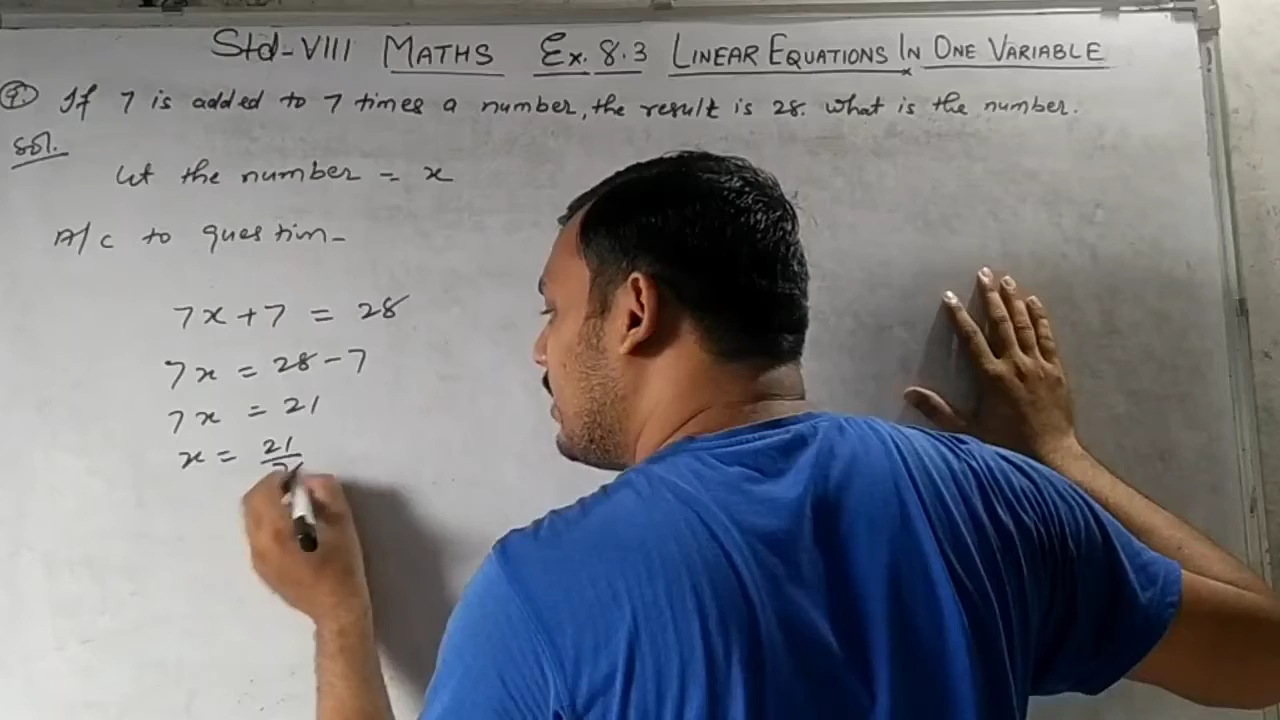 Std-VIII MATHS Ex. 8.3 LINEAR EQUATIONS IN ONE VARIABLE
If 7 is added to 7 times a number, the result is 28. what is the number.
Sol.
Let the number = x
A/c to question-
7x + 7 = 28
7x = 28 - 7
7x = 21
x = 21/7